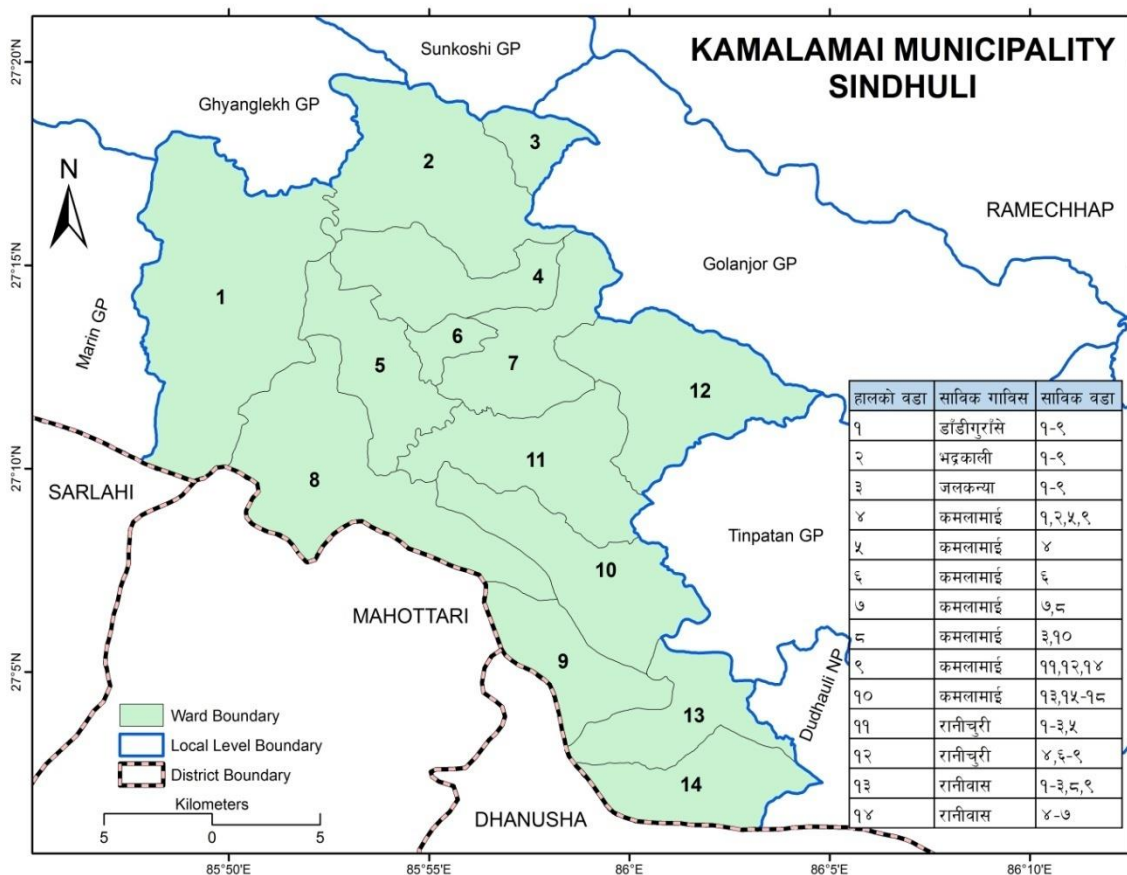 KAMALAMAI MUNICIPALITY
SINDHULI
Sunkoshi GP
Ghyanglekh GP
N
RAMECHHAP
Golanjor GP
Marin GP
SARLAHI
Tinpatan GP
MAHOTTARI
Dudhauli NP
DHANUSHA
1
2
3
4
5
6
7
8
9
10
11
12
13
14
हालको वडा साविक गाविस साविक वडा
१ डाँडीगुराँसे १-९
२ भद्रकाली १-९
३ जलकन्या १-९
४ कमलामाई १,२,५,९
५ कमलामाई ४
६ कमलामाई ६
७ कमलामाई ७,८
८ कमलामाई ३,१०
९ कमलामाई ११,१२,१४
१० कमलामाई १३,१५-१८
११ रानीचुरी १-३,५
१२ रानीचुरी ४,६-९
१३ रानीवास १-३,८,९
१४ रानीवास ४-७
Ward Boundary
Local Level Boundary
District Boundary
Kilometers
5 0 5
27°20'N
27°15'N
27°10'N
27°5'N
85°50'E 85°55'E 86°E 86°5'E 86°10'E